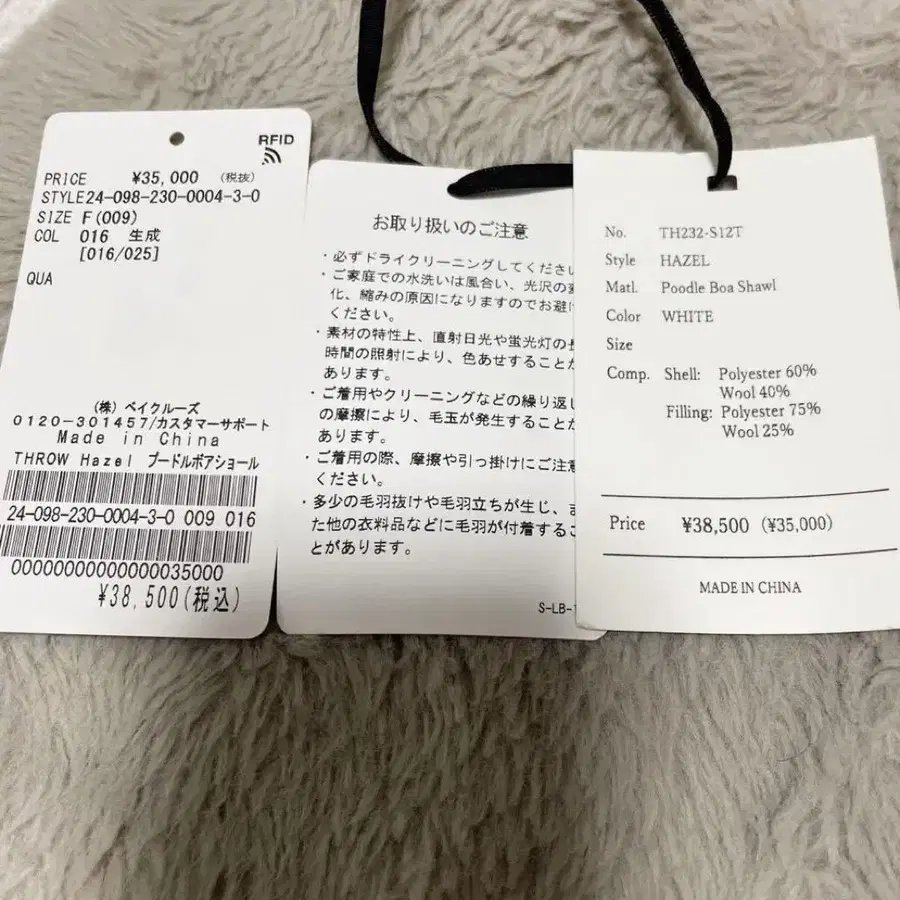 RFID
PRICE ¥35,000 (税抜)
STYLE24-098-230-0004-3-0
SIZE F(009)
COL 016 生成
[016/025]
QUA
(株) ベイクルーズ
0120-301457/カスタマーサポート
Made in China
THROW Hazel プードルボアショール
24-098-230-0004-3-0 009 016
00000000000000035000
¥38,500(税込)
お取り扱いのご注意
・必ずドライクリーニングしてくださ
・ご家庭での水洗いは風合い、光沢の
化、縮みの原因になりますのでお避け
ください。
・素材の特性上、直射日光や蛍光灯の長
時間の照射により、色あせすることが
あります。
・ご着用やクリーニングなどの繰り返し
の摩擦により、毛玉が発生することが
あります。
・ご着用の際、摩擦や引っ掛けにご注意
ください。
・多少の毛羽抜けや毛羽立ちが生じ、ま
た他の衣料品などに毛羽が付着するこ
とがあります。
S-LB-
No. TH232-S12T
Style HAZEL
Matl. Poodle Boa Shawl
Color WHITE
Size
Comp. Shell: Polyester 60%
Wool 40%
Filling: Polyester 75%
Wool 25%
Price ¥38,500 (¥35,000)
MADE IN CHINA